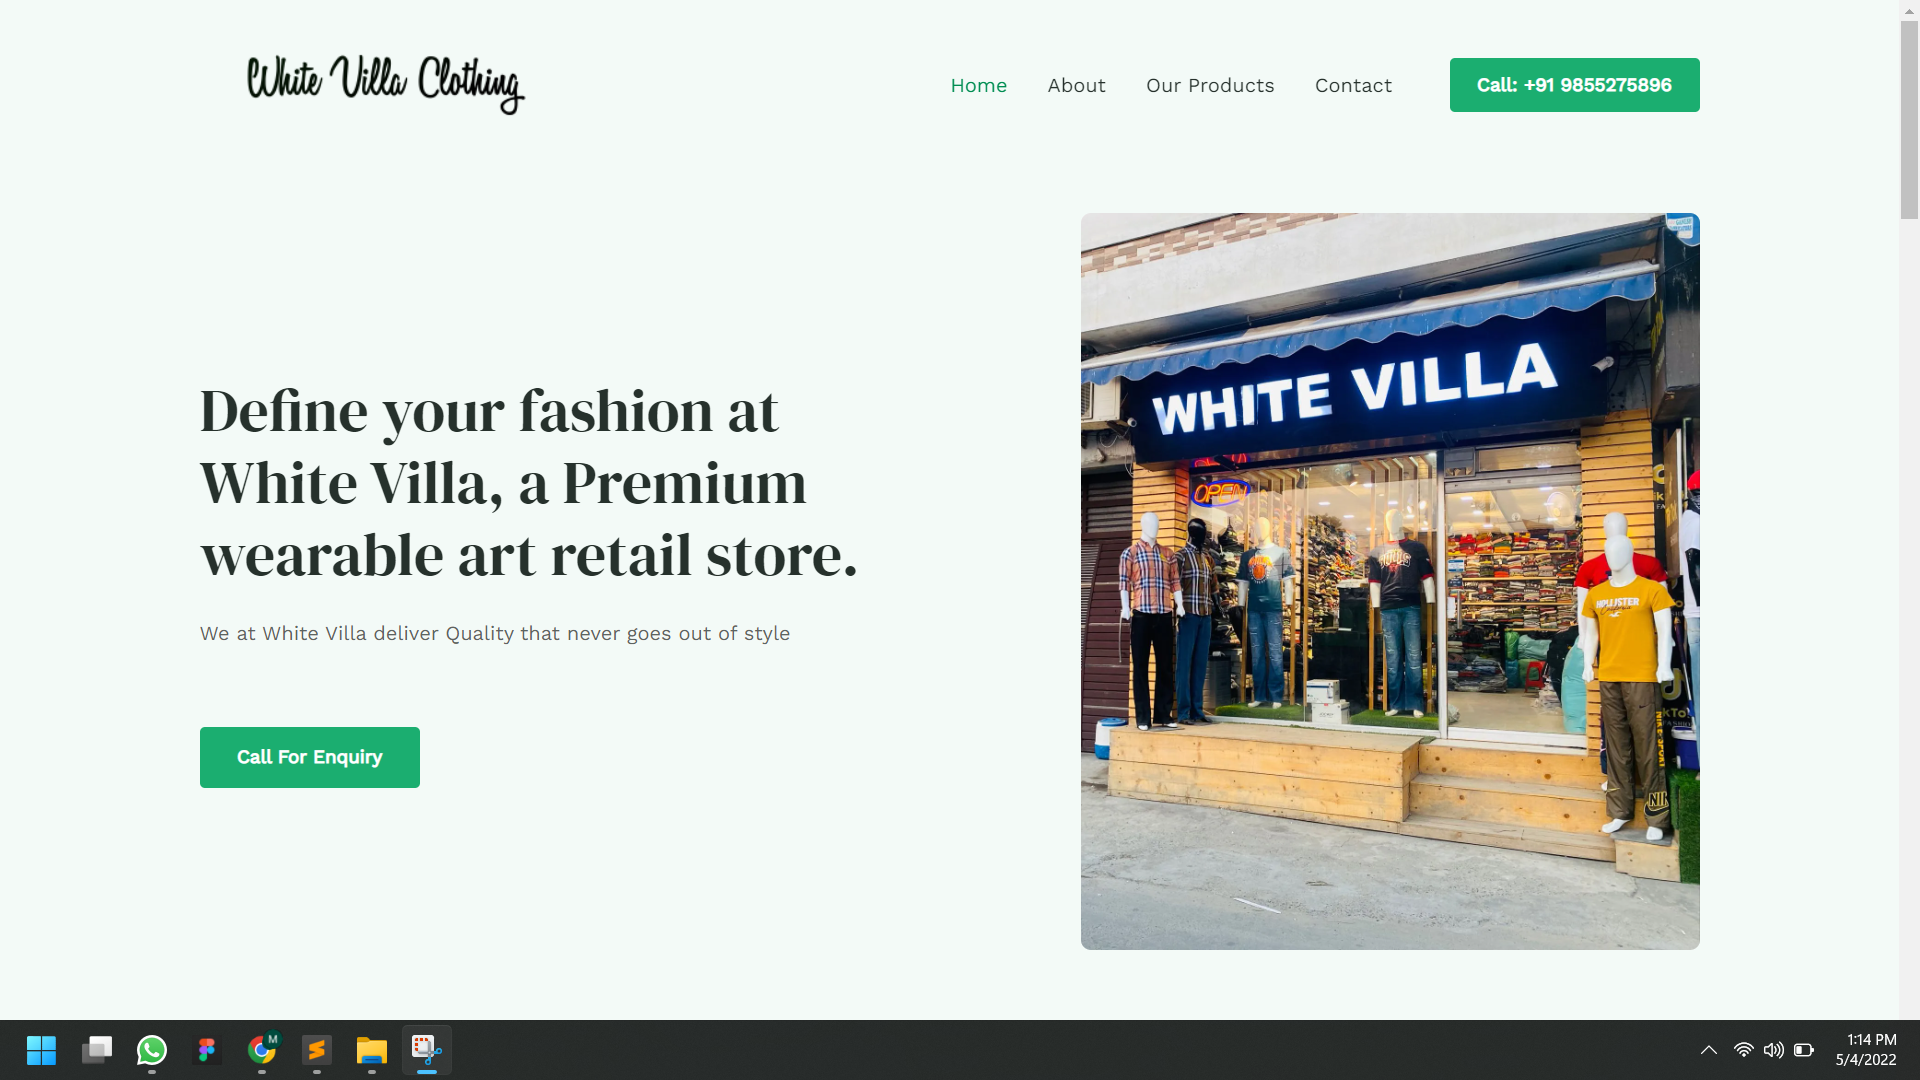 White Villa Clothing
Home
About
Our Products
Contact
Call: +91 9855275896
Define your fashion at
White Villa, a Premium
wearable art retail store.
We at White Villa deliver Quality that never goes out of style
Call For Enquiry
WHITE VILLA
OPEN
HOLLISTER
NIKE
M
1:14 PM
5/4/2022